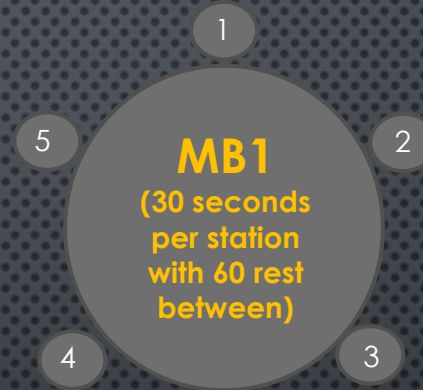 1
5
2
MB1
(30 seconds
per station
with 60 rest
between)
4
3